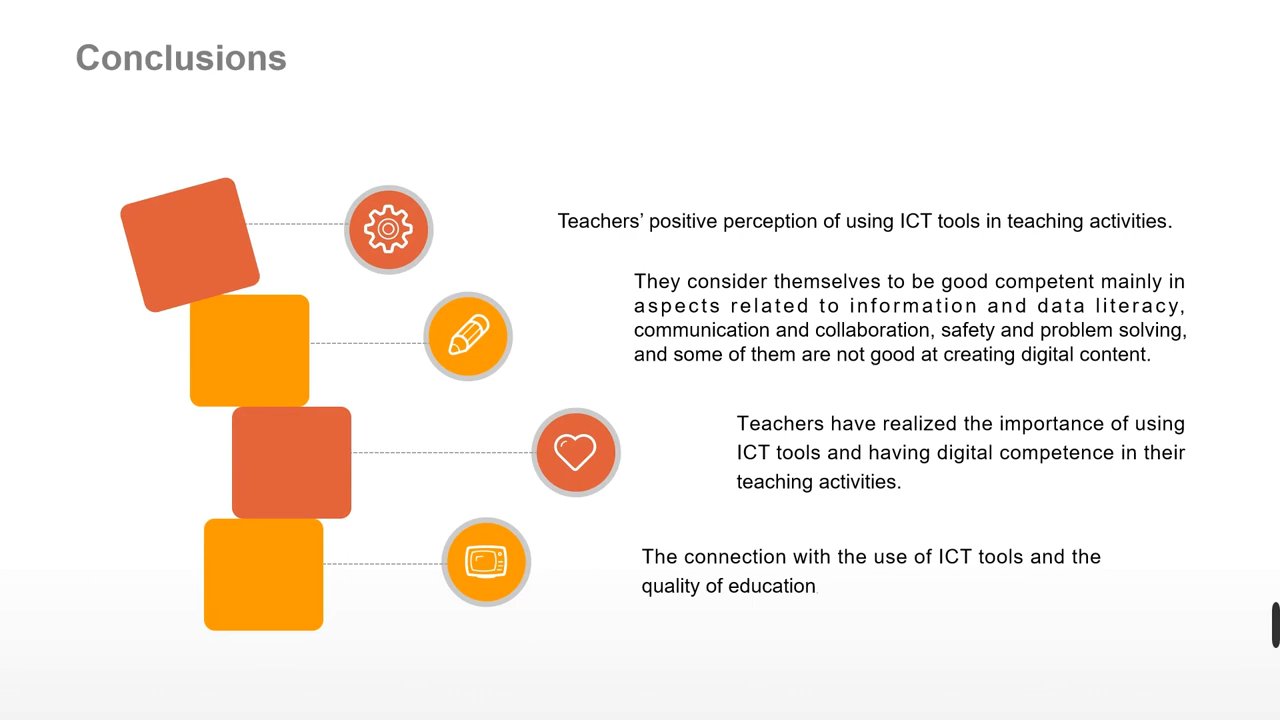 Conclusions
Teachers’ positive perception of using ICT tools in teaching activities.
They consider themselves to be good competent mainly in
aspects related to information and data literacy,
communication and collaboration, safety and problem solving,
and some of them are not good at creating digital content.
Teachers have realized the importance of using
ICT tools and having digital competence in their
teaching activities.
The connection with the use of ICT tools and the
quality of education